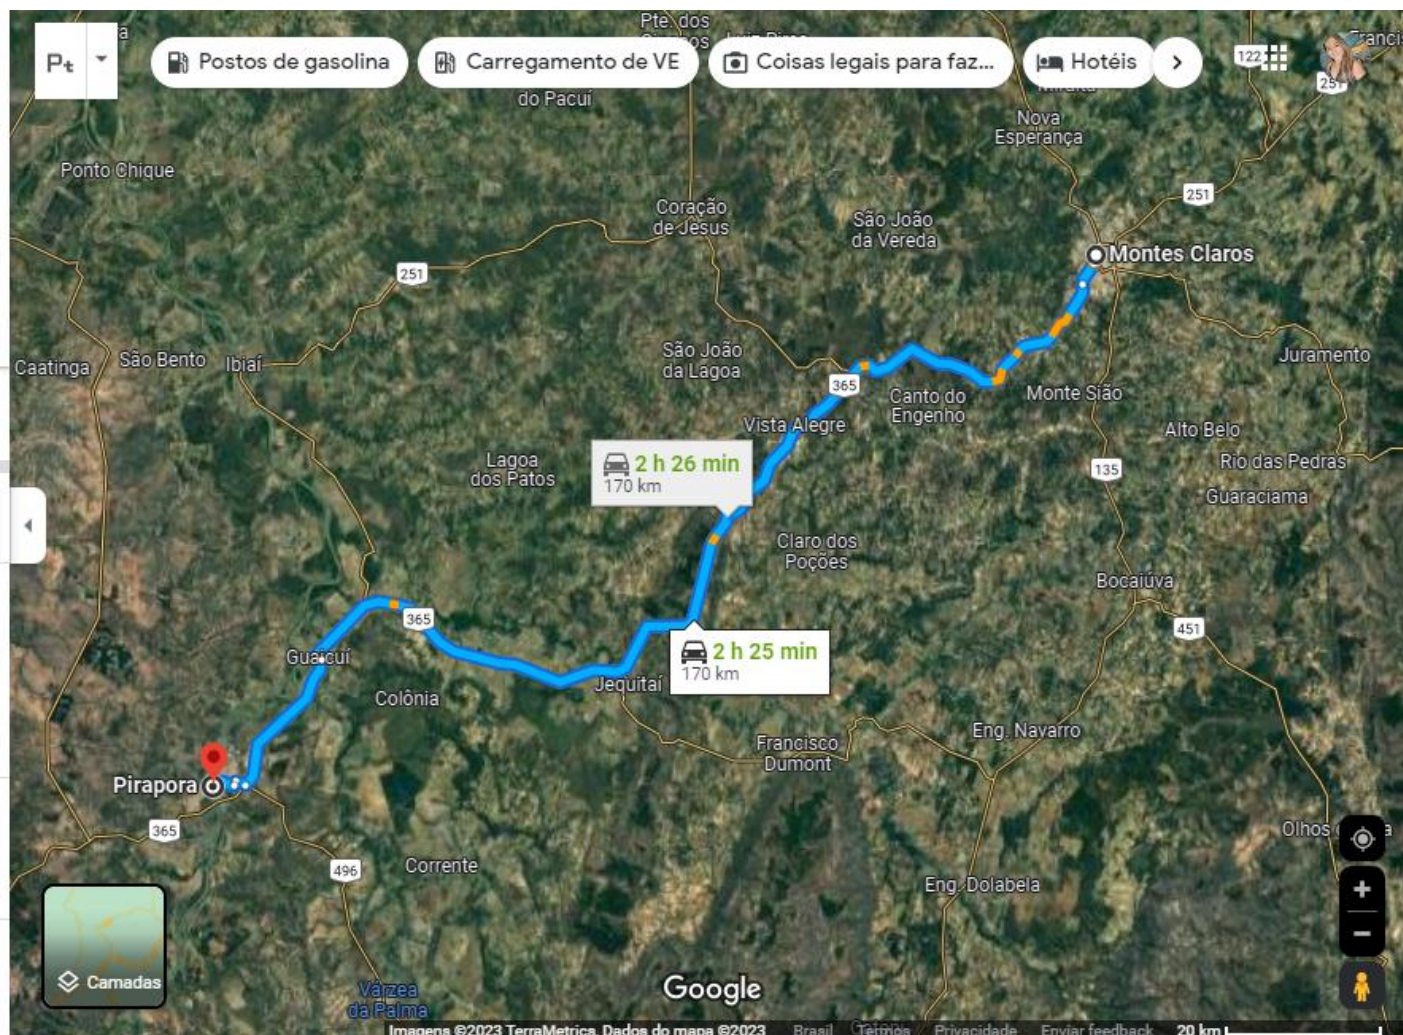 Pte. dos
P₁
Postos de gasolina
Carregamento de VE
Coisas legais para faz...
Hotéis
122
251
do Pacuí
Nova
Esperança
Ponto Chique
251
Coração
de Jesus
São João
da Vereda
Montes Claros
251
Caatinga
São Bento
Ibiaí
São João
da Lagoa
365
Juramento
Canto do
Engenho
Monte Sião
Vista Alegre
Alto Belo
2 h 26 min
170 km
Lagoa
dos Patos
135
Rio das Pedras
Guaraciama
Claro dos
Poções
Bocaiúva
365
451
Guaicuí
2 h 25 min
170 km
Colônia
Jequitaí
Francisco
Dumont
Eng. Navarro
Pirapora
365
Olhos
496
Corrente
Eng. Dolabela
Camadas
Várzea
da Palma
Google
Imagens ©2023 TerraMetrics, Dados do mapa ©2023
Brasil
Termos
Privacidade
Enviar feedback
20 km